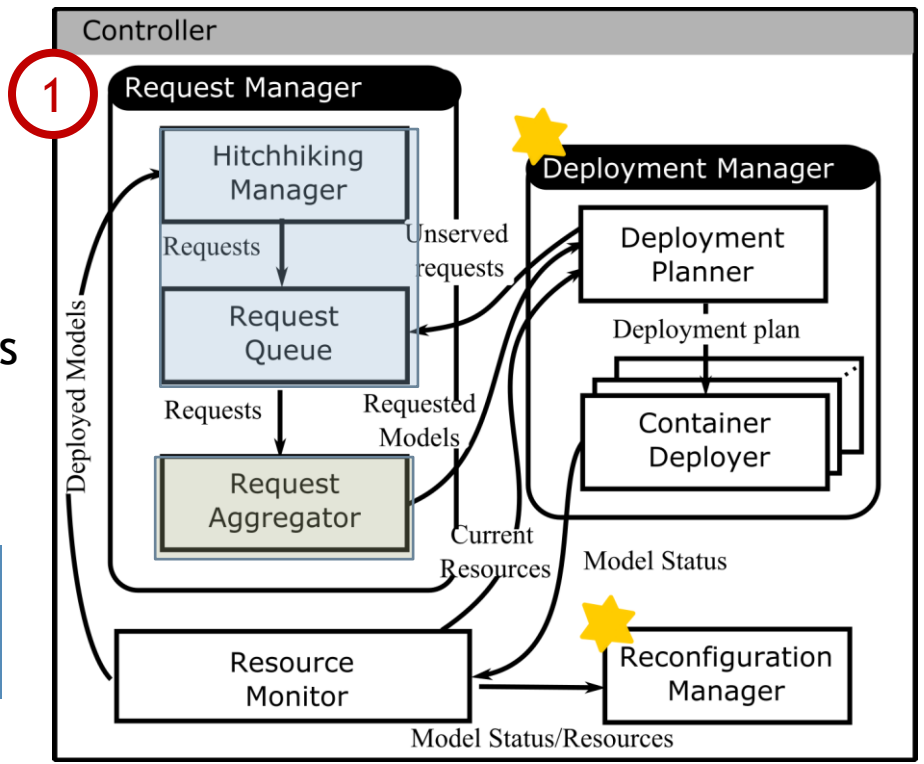 Controller
1
Request Manager
Hitchhiking
Manager
Requests
Request
Queue
Requests
Request
Aggregator
Deployed Models
s
Unserved
requests
Requested
Models
Current
Resources
Deployment Manager
Deployment
Planner
Deployment plan
Container
Deployer
Model Status
Resource
Monitor
Reconfiguration
Manager
Model Status/Resources